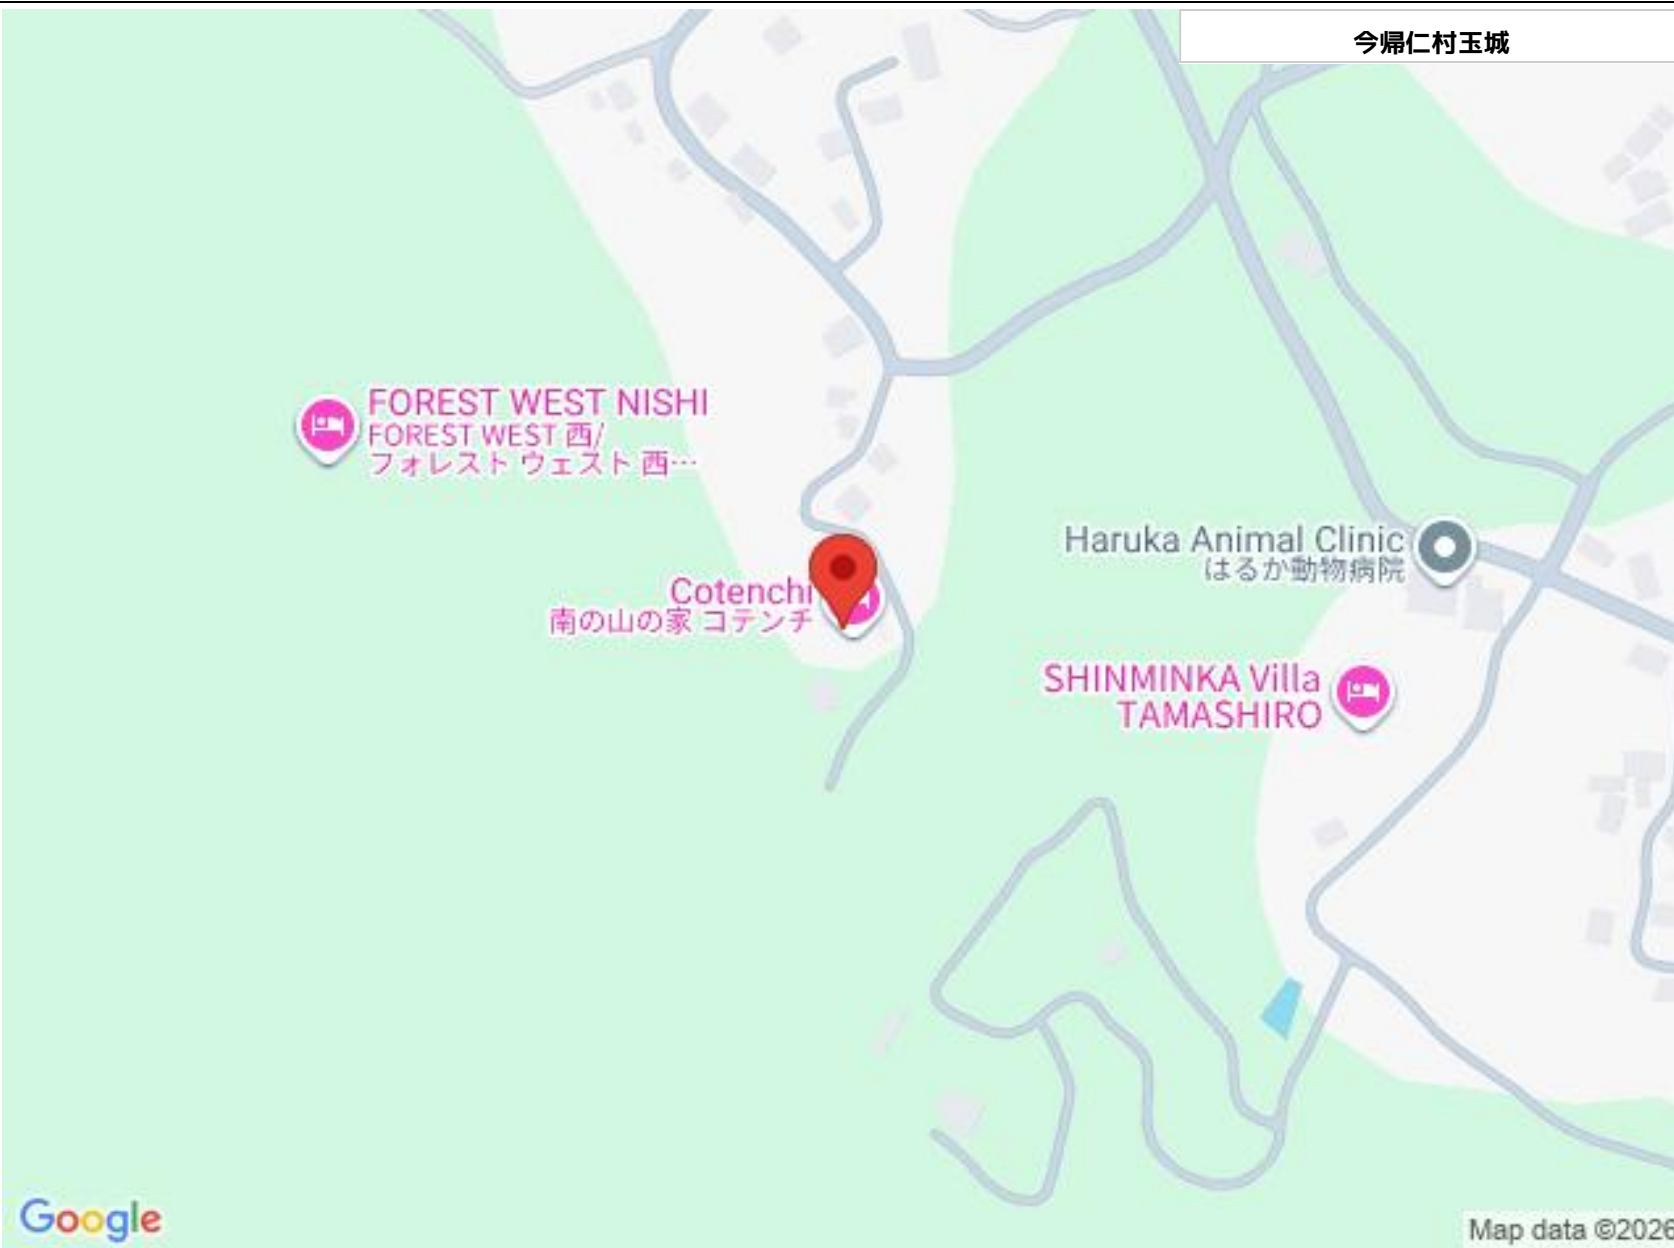 今帰仁村玉城
FOREST WEST NISHI
FOREST WEST 西/
フォレスト ウェスト 西…
Haruka Animal Clinic
はるか動物病院
Cotenchi
南の山の家 コテンチ
SHINMINKA Villa
TAMASHIRO
Google
Map data ©2026